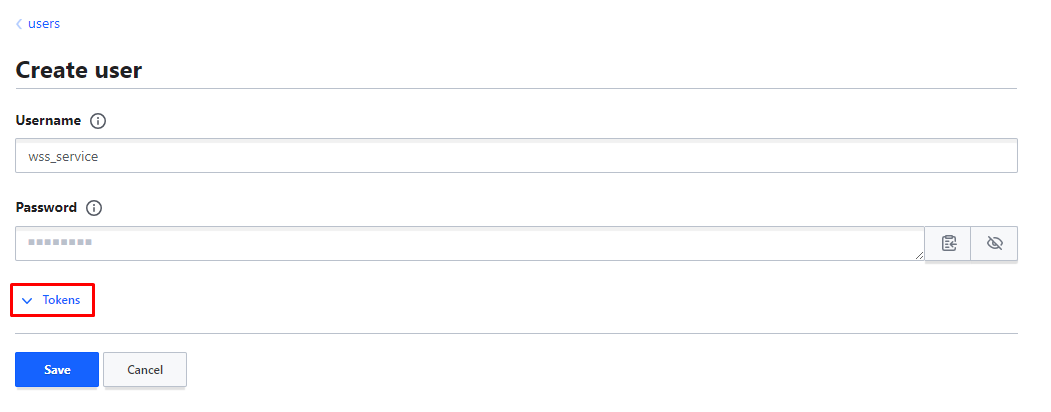 users
Create user
Username
wss_service
Password
Tokens
Save Cancel